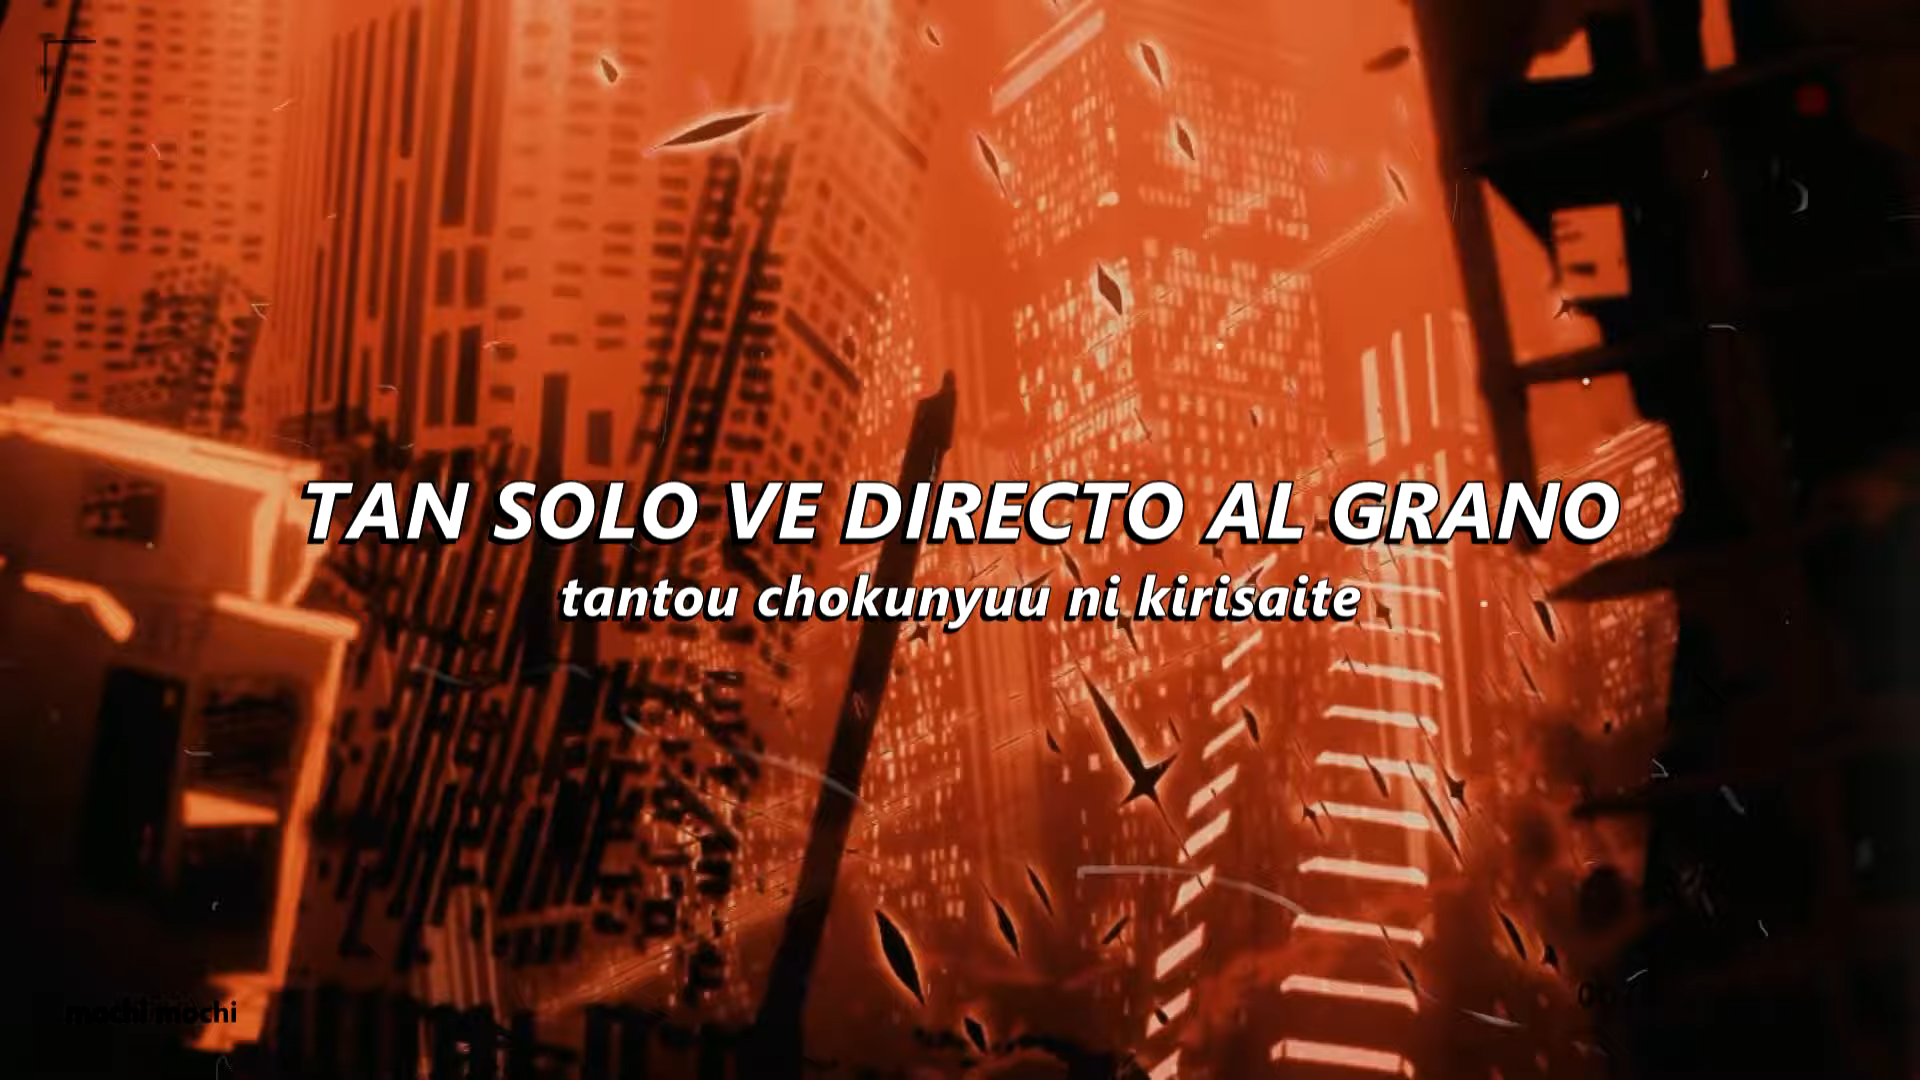 TAN SOLO VE DIRECTO AL GRANO
tantou chokunyuu ni kirisaite
mochi mochi